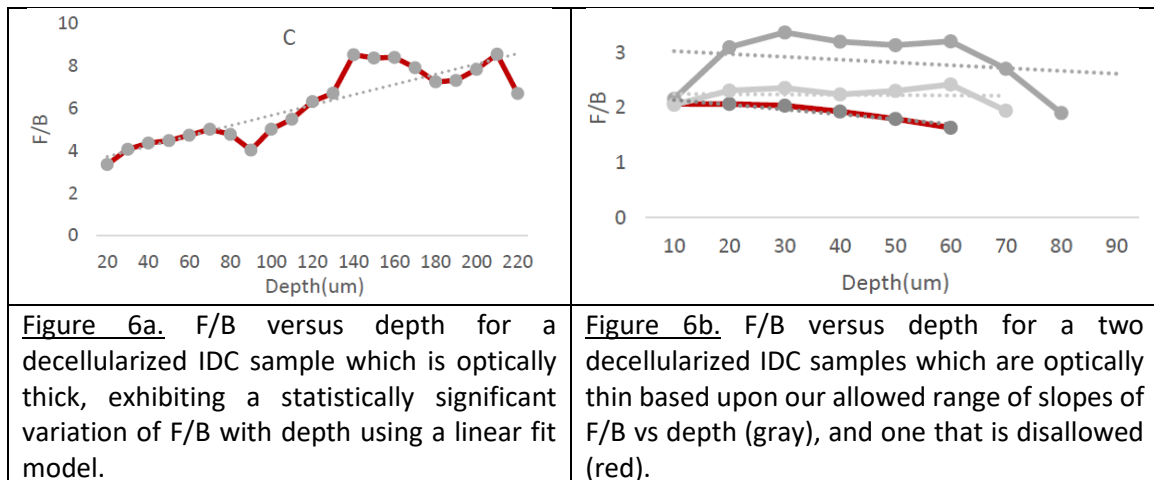 10
8
6
4
2
0
F/B
C
20 40 60 80 100 120 140 160 180 200 220
Depth(um)
3
2
1
0
F/B
10 20 30 40 50 60 70 80 90
Depth(um)
Figure 6a. F/B versus depth for a
decellularized IDC sample which is optically
thick, exhibiting a statistically significant
variation of F/B with depth using a linear fit
model.
Figure 6b. F/B versus depth for a two
decellularized IDC samples which are optically
thin based upon our allowed range of slopes of
F/B vs depth (gray), and one that is disallowed
(red).